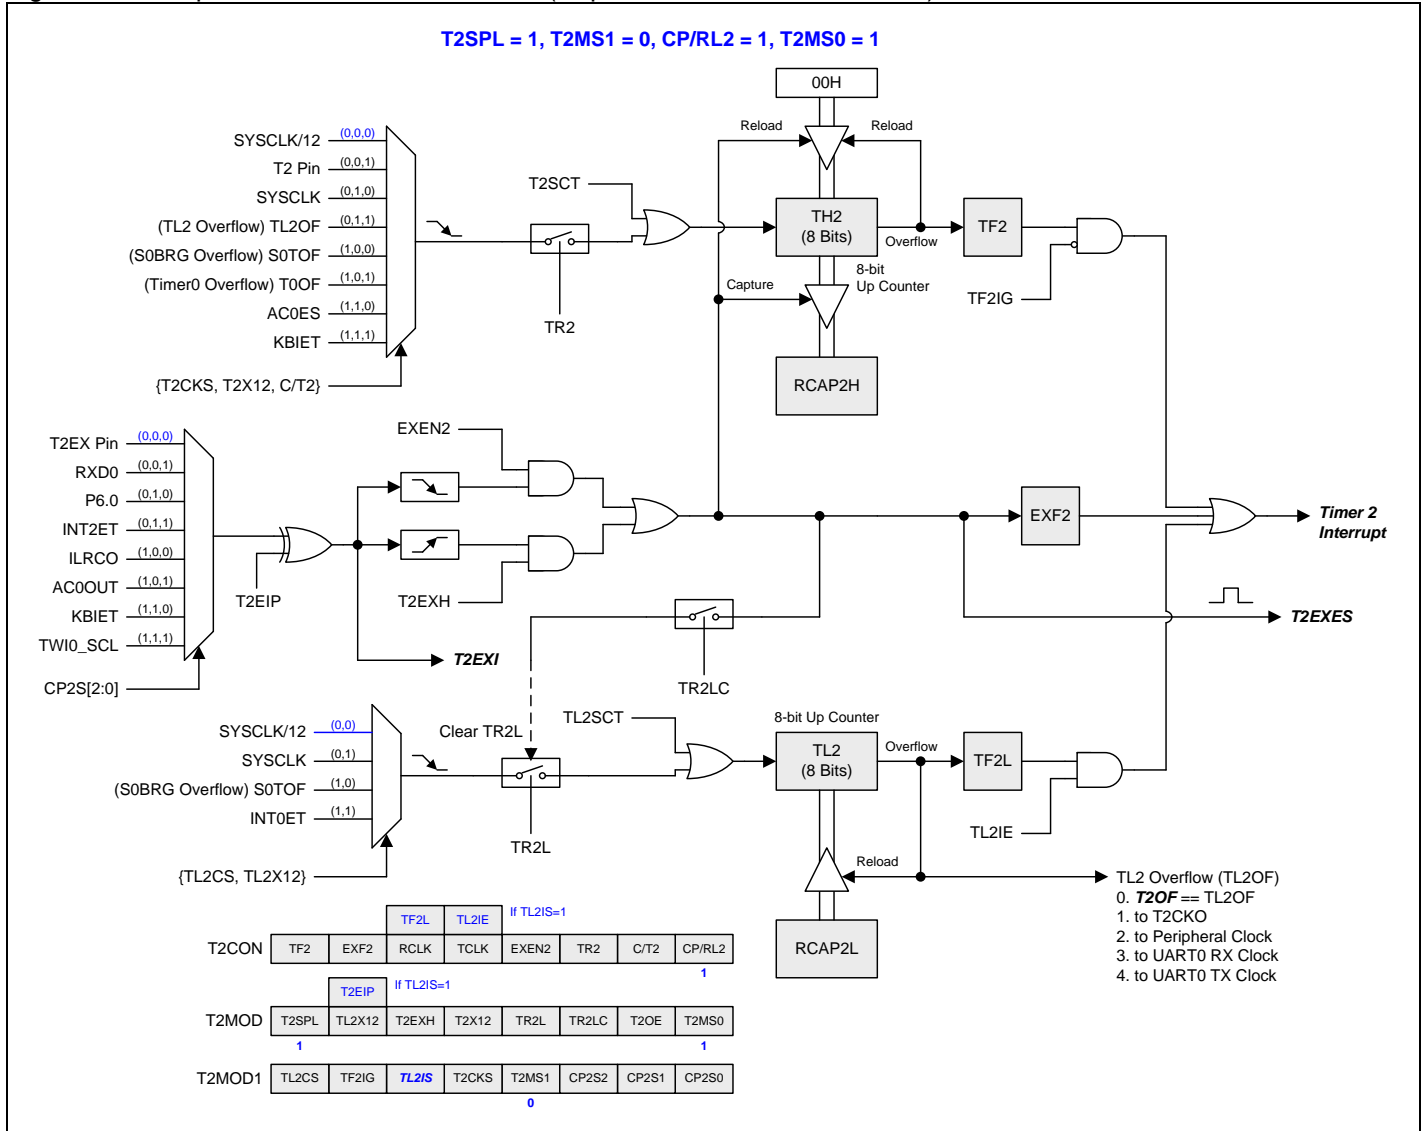 T2SPL = 1, T2MS1 = 0, CP/RL2 = 1, T2MS0 = 1
00H
Reload
Reload
SYSCLK/12 (0,0,0)
T2 Pin (0,0,1)
SYSCLK (0,1,0)
(TL2 Overflow) TL2OF (0,1,1)
(S0BRG Overflow) S0TOF (1,0,0)
(Timer0 Overflow) T0OF (1,0,1)
AC0ES (1,1,0)
KBIET (1,1,1)
{T2CKS, T2X12, C/T2}
T2SCT
TR2
TH2
(8 Bits)
Overflow
TF2
8-bit
Up Counter
Capture
TF2IG
RCAP2H
T2EX Pin (0,0,0)
RXD0 (0,0,1)
P6.0 (0,1,0)
INT2ET (0,1,1)
ILRCO (1,0,0)
AC0OUT (1,0,1)
KBIET (1,1,0)
TWI0_SCL (1,1,1)
CP2S[2:0]
T2EIP
EXEN2
T2EXH
T2EXI
EXF2
Timer 2
Interrupt
T2EXES
TR2LC
SYSCLK/12 (0,0)
SYSCLK (0,1)
(S0BRG Overflow) S0TOF (1,0)
INT0ET (1,1)
{TL2CS, TL2X12}
Clear TR2L
TR2L
TL2SCT
8-bit Up Counter
TL2
(8 Bits)
Overflow
TF2L
TL2IE
Reload
RCAP2L
TL2 Overflow (TL2OF)
0. T2OF == TL2OF
1. to T2CKO
2. to Peripheral Clock
3. to UART0 RX Clock
4. to UART0 TX Clock
TF2L TL2IE If TL2IS=1
T2CON TF2 EXF2 RCLK TCLK EXEN2 TR2 C/T2 CP/RL2
1
T2EIP If TL2IS=1
T2MOD T2SPL TL2X12 T2EXH T2X12 TR2L TR2LC T2OE T2MS0
1 1
T2MOD1 TL2CS TF2IG TL2IS T2CKS T2MS1 CP2S2 CP2S1 CP2S0
0